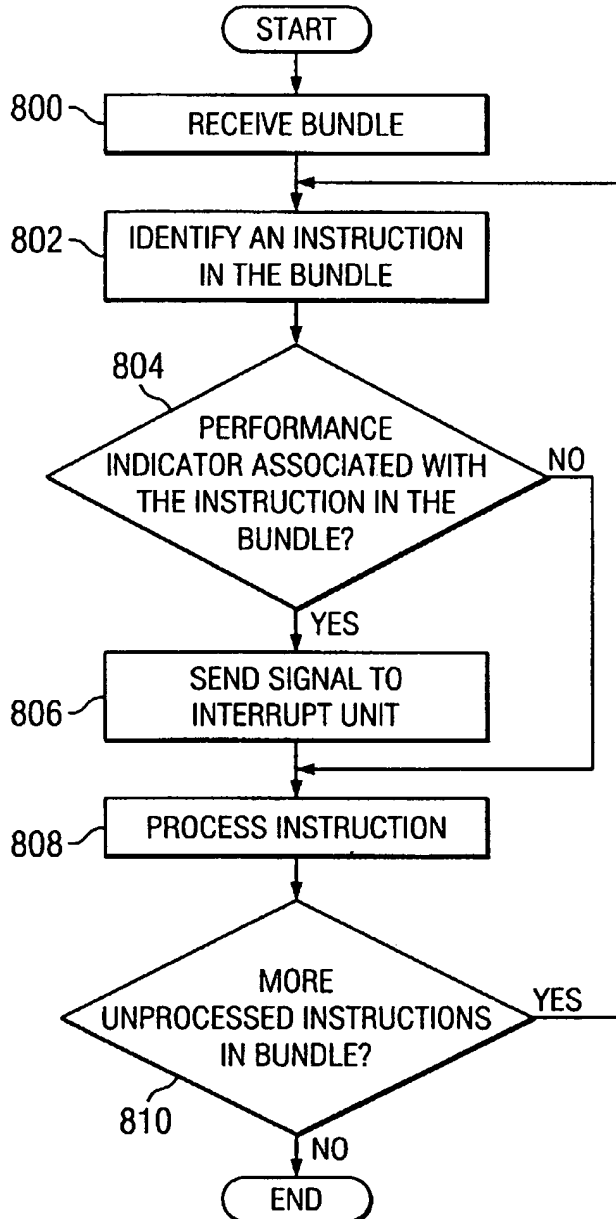 START
800
RECEIVE BUNDLE
802
IDENTIFY AN INSTRUCTION
IN THE BUNDLE
804
PERFORMANCE
INDICATOR ASSOCIATED WITH
THE INSTRUCTION IN THE
BUNDLE?
NO
YES
806
SEND SIGNAL TO
INTERRUPT UNIT
808
PROCESS INSTRUCTION
MORE
UNPROCESSED INSTRUCTIONS
IN BUNDLE?
YES
810
NO
END